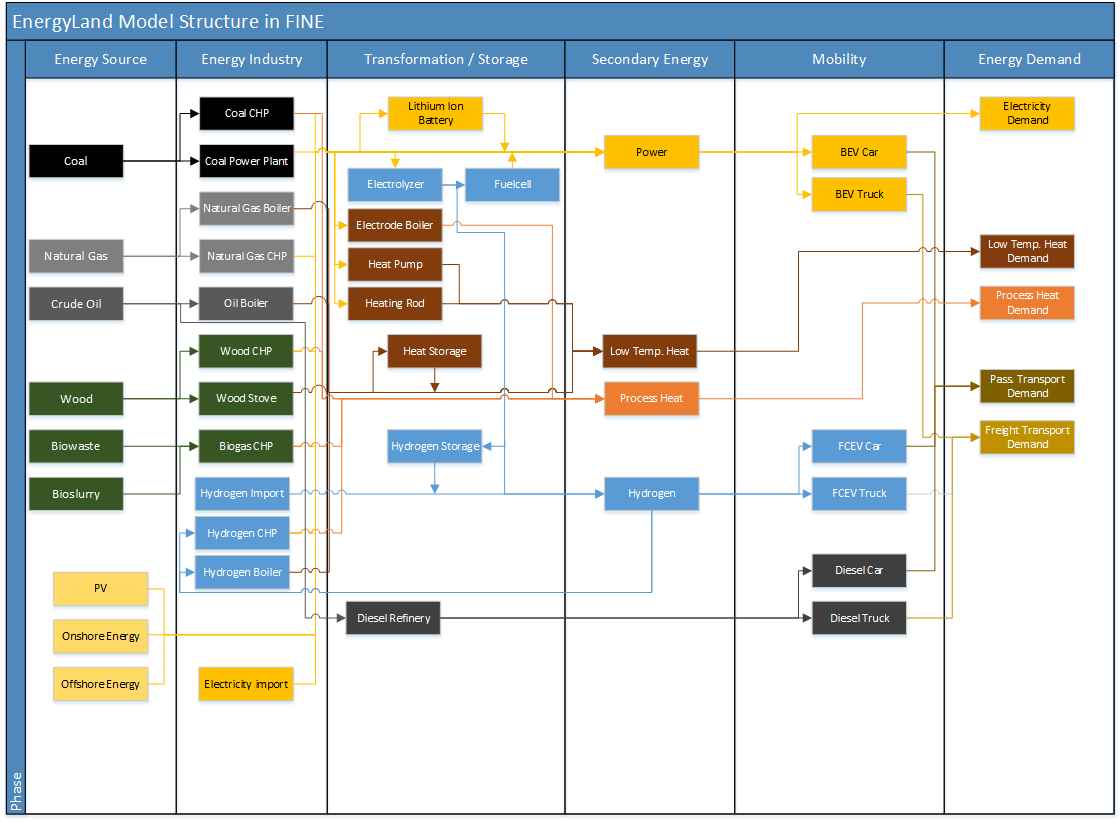 EnergyLand Model Structure in FINE
Energy Source
Energy Industry
Transformation / Storage
Secondary Energy
Mobility
Energy Demand
Phase
Coal
Natural Gas
Crude Oil
Wood
Biowaste
Bioslurry
PV
Onshore Energy
Offshore Energy
Coal CHP
Coal Power Plant
Natural Gas Boiler
Natural Gas CHP
Oil Boiler
Wood CHP
Wood Stove
Biogas CHP
Hydrogen Import
Hydrogen CHP
Hydrogen Boiler
Electricity import
Lithium Ion
Battery
Electrolyzer
Fuelcell
Electrode Boiler
Heat Pump
Heating Rod
Heat Storage
Hydrogen Storage
Diesel Refinery
Power
Low Temp. Heat
Process Heat
Hydrogen
BEV Car
BEV Truck
FCEV Car
FCEV Truck
Diesel Car
Diesel Truck
Electricity
Demand
Low Temp. Heat
Demand
Process Heat
Demand
Pass. Transport
Demand
Freight Transport
Demand